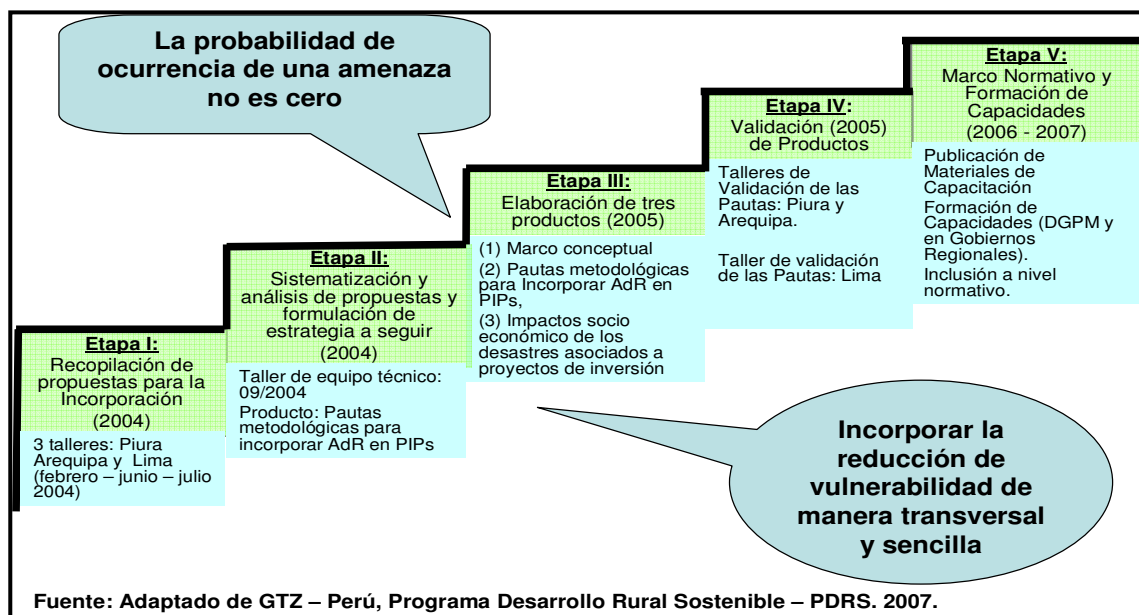 La probabilidad de
ocurrencia de una amenaza
no es cero
Etapa I:
Recopilación de
propuestas para la
Incorporación
(2004)
3 talleres: Piura
Arequipa y Lima
(febrero – junio – julio
2004)
Etapa II:
Sistematización y
análisis de propuestas y
formulación de
estrategia a seguir
(2004)
Taller de equipo técnico:
09/2004
Producto: Pautas
metodológicas para
incorporar AdR en PIPs
Etapa III:
Elaboración de tres
productos (2005)
(1) Marco conceptual
(2) Pautas metodológicas
para Incorporar AdR en
PIPs,
(3) Impactos socio
económico de los
desastres asociados a
proyectos de inversión
Etapa IV:
Validación (2005)
de Productos
Talleres de
Validación de las
Pautas: Piura y
Arequipa.
Taller de validación
de las Pautas: Lima
Etapa V:
Marco Normativo y
Formación de
Capacidades
(2006 - 2007)
Publicación de
Materiales de
Capacitación
Formación de
Capacidades (DGPM y
en Gobiernos
Regionales).
Inclusión a nivel
normativo.
Incorporar la
reducción de
vulnerabilidad de
manera transversal
y sencilla
Fuente: Adaptado de GTZ – Perú, Programa Desarrollo Rural Sostenible – PDRS. 2007.